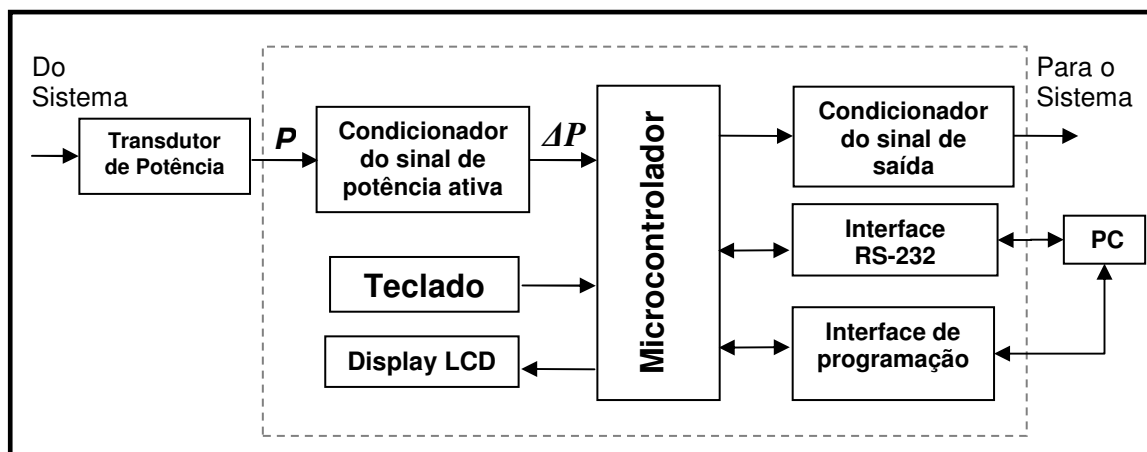 Do
Sistema
Transdutor
de Potência
P
Condicionador
do sinal de
potência ativa
ΔP
Teclado
Display LCD
Microcontrolador
Condicionador
do sinal de
saída
Para o
Sistema
Interface
RS-232
PC
Interface de
programação